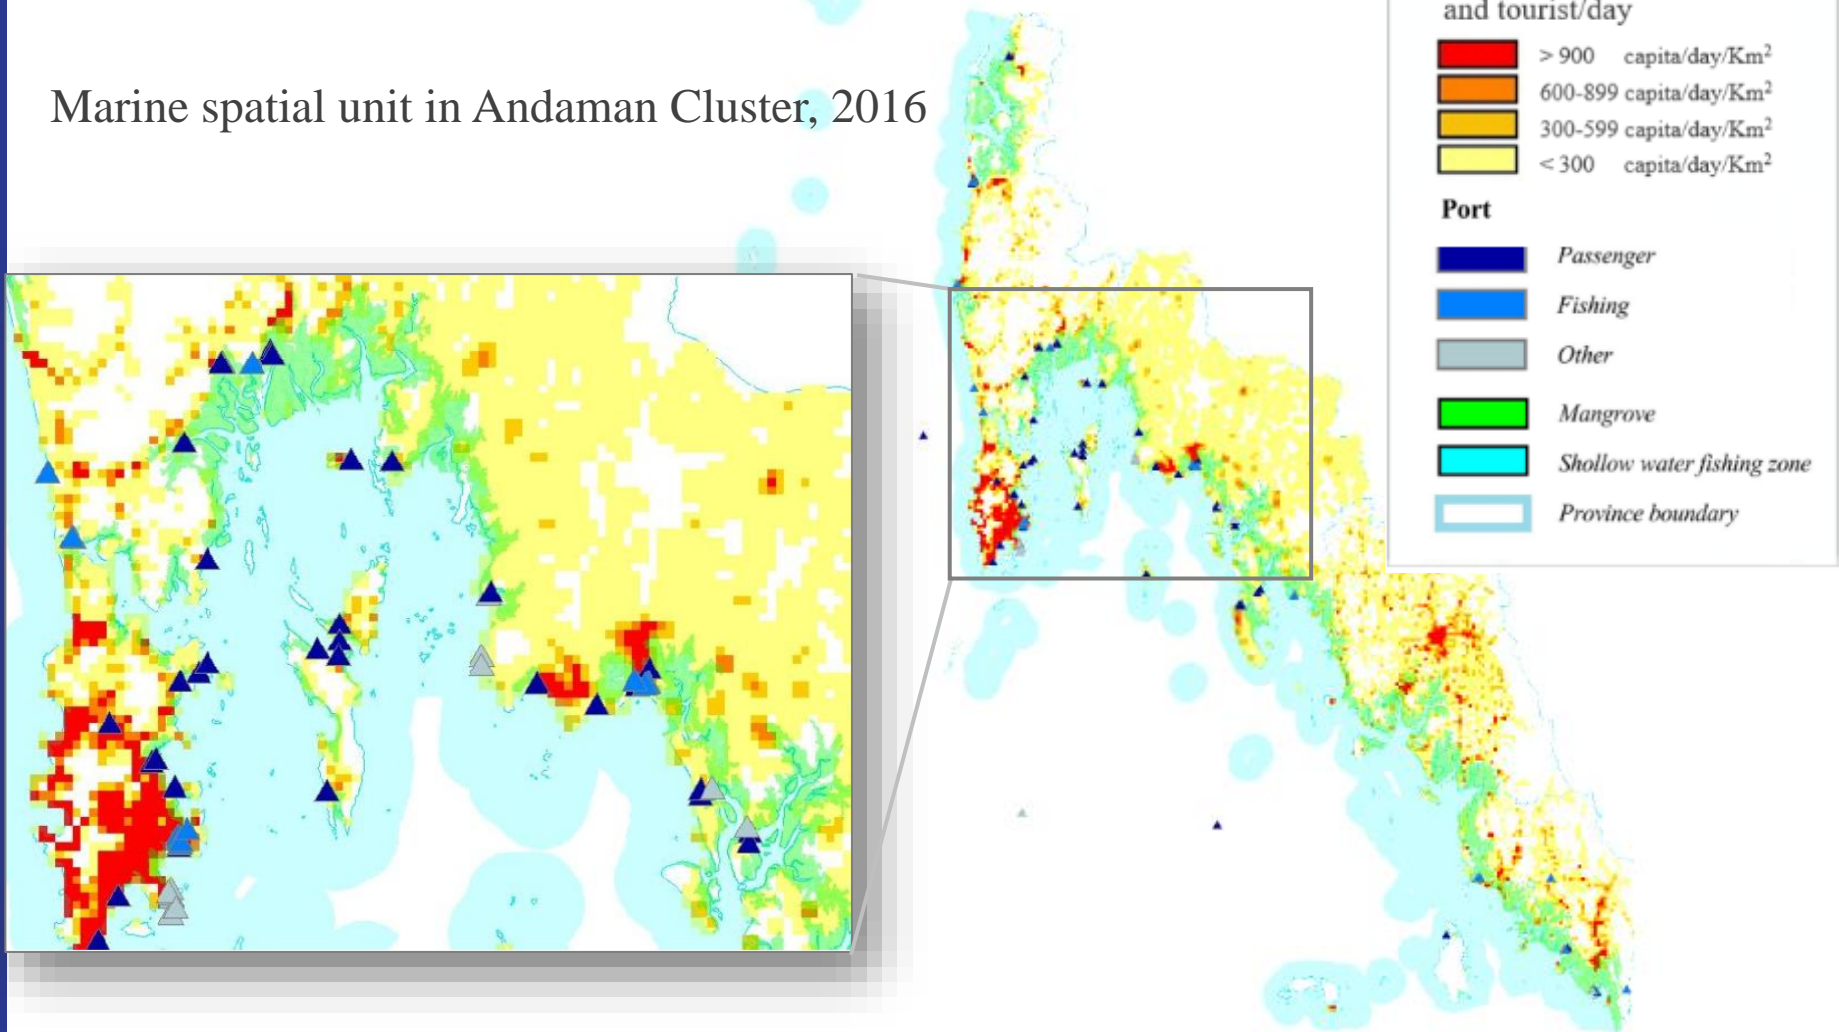 Marine spatial unit in Andaman Cluster, 2016
and tourist/day
> 900 capita/day/Km²
600-899 capita/day/Km²
300-599 capita/day/Km²
< 300 capita/day/Km²
Port
Passenger
Fishing
Other
Mangrove
Shollow water fishing zone
Province boundary